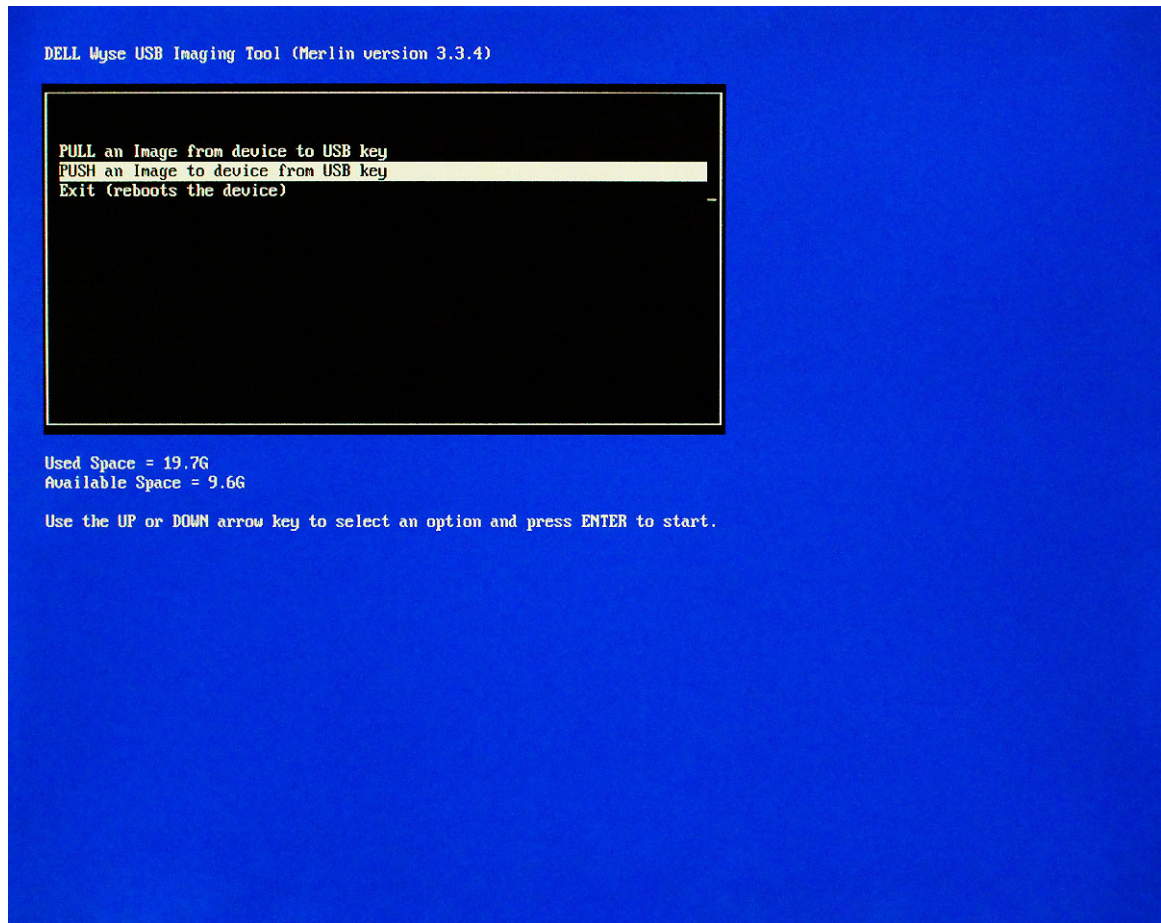 DELL Wyse USB Imaging Tool (Merlin version 3.3.4)
PULL an Image from device to USB key
PUSH an Image to device from USB key
Exit (reboots the device)
Used Space = 19.7G
Available Space = 9.6G
Use the UP or DOWN arrow key to select an option and press ENTER to start.